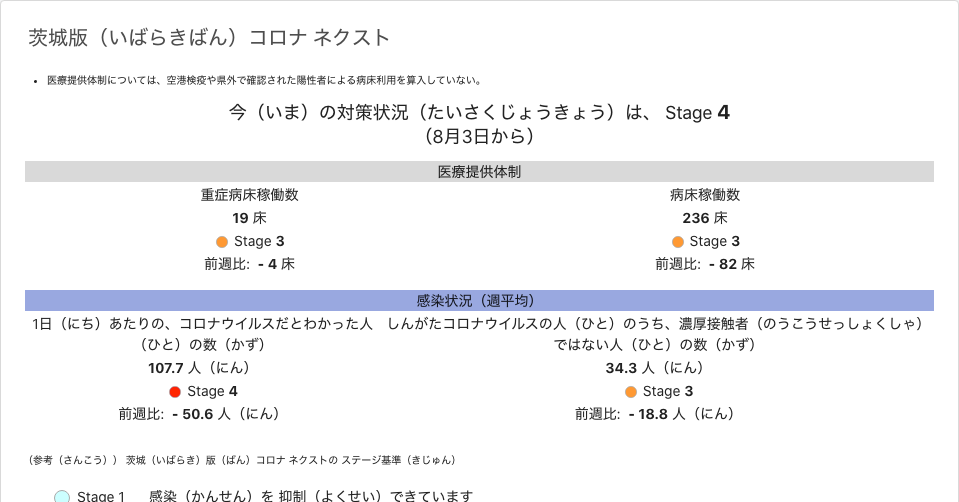 茨城版（いばらきばん）コロナ ネクスト
• 医療提供体制については、空港検疫や県外で確認された陽性者による病床利用を算入していない。
今（いま）の対策状況（たいさくじょうきょう）は、 Stage 4
（8月3日から）
医療提供体制
重症病床稼働数
19 床
Stage 3
前週比: - 4 床
病床稼働数
236 床
Stage 3
前週比: - 82 床
感染状況（週平均）
1日（にち）あたりの、コロナウイルスだとわかった人
（ひと）の数（かず）
107.7 人（にん）
Stage 4
前週比: - 50.6 人（にん）
しんがたコロナウイルスの人（ひと）のうち、濃厚接触者（のうこうせっしょくしゃ）
ではない人（ひと）の数（かず）
34.3 人（にん）
Stage 3
前週比: - 18.8 人（にん）
（参考（さんこう）） 茨城（いばらき）版（ばん）コロナ ネクストの ステージ基準（きじゅん）
Stage 1 感染（かんせん）を 抑制（よくせい）できています